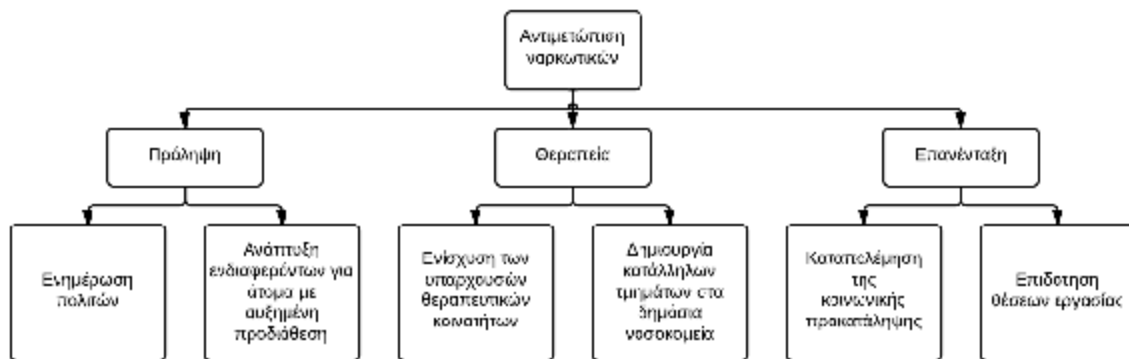 Αντιμετώπιση
ναρκωτικών
Πρόληψη
Θεραπεία
Επανένταξη
Ενημέρωση
πολιτών
Ανάπτυξη
ενδιαφερόντων για
άτομα με
αυξημένη
προδιάθεση
Ενίσχυση των
υπαρχουσών
θεραπευτικών
κοινοτήτων
Δημιουργία
κατάλληλων
τμημάτων στα
δημόσια
νοσοκομεία
Καταπολέμηση
της
κοινωνικής
προκατάληψης
Επιδότηση
θέσεων εργασίας